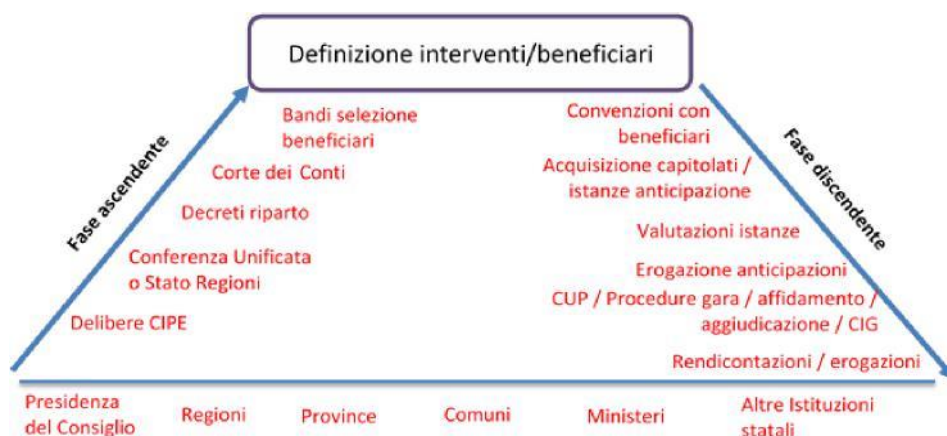 Definizione interventi/beneficiari
Fase ascendente
Bandi selezione
beneficiari
Corte dei Conti
Decreti riparto
Conferenza Unificata
o Stato Regioni
Delibere CIPE
Fase discendente
Convenzioni con
beneficiari
Acquisizione capitolati /
istanze anticipazione
Valutazioni istanze
Erogazione anticipazioni
CUP / Procedure gara / affidamento /
aggiudicazione / CIG
Rendicontazioni / erogazioni
Presidenza
del Consiglio
Regioni
Province
Comuni
Ministeri
Altre Istituzioni
statali